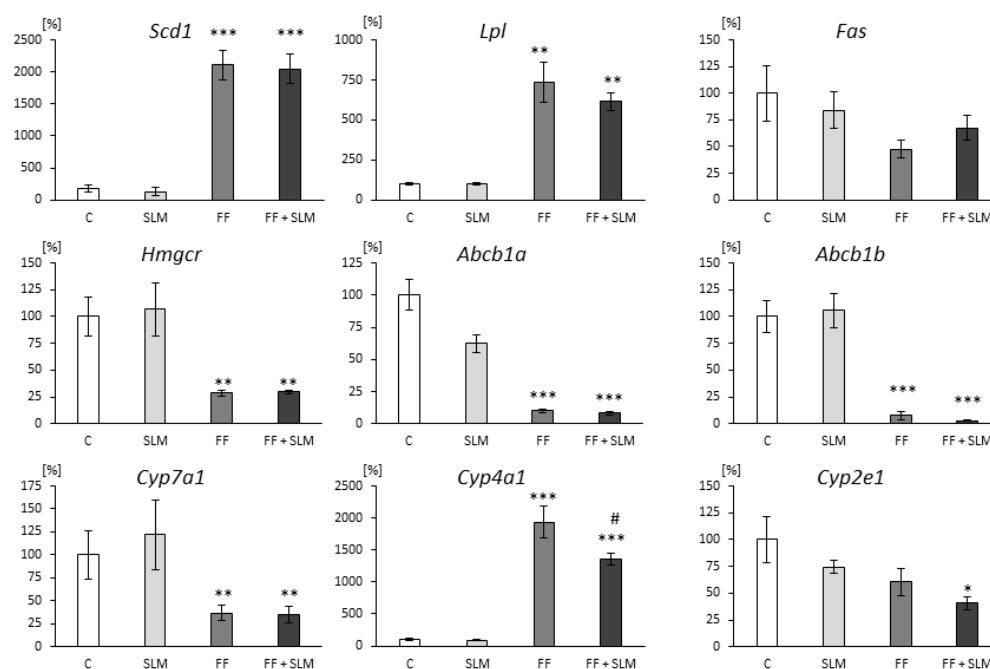 [%]
Scd1
***
***
2500
2000
1500
1000
500
0
C
SLM
FF
FF + SLM
[%]
Lpl
**
**
1000
750
500
250
0
C
SLM
FF
FF + SLM
[%]
Fas
150
125
100
75
50
25
0
C
SLM
FF
FF + SLM
[%]
Hmgcr
**
**
150
125
100
75
50
25
0
C
SLM
FF
FF + SLM
[%]
Abcb1a
***
***
125
100
75
50
25
0
C
SLM
FF
FF + SLM
[%]
Abcb1b
***
***
150
125
100
75
50
25
0
C
SLM
FF
FF + SLM
[%]
Cyp7a1
**
**
175
150
125
100
75
50
25
0
C
SLM
FF
FF + SLM
[%]
Cyp4a1
***
#
***
2500
2000
1500
1000
500
0
C
SLM
FF
FF + SLM
[%]
Cyp2e1
*
150
125
100
75
50
25
0
C
SLM
FF
FF + SLM